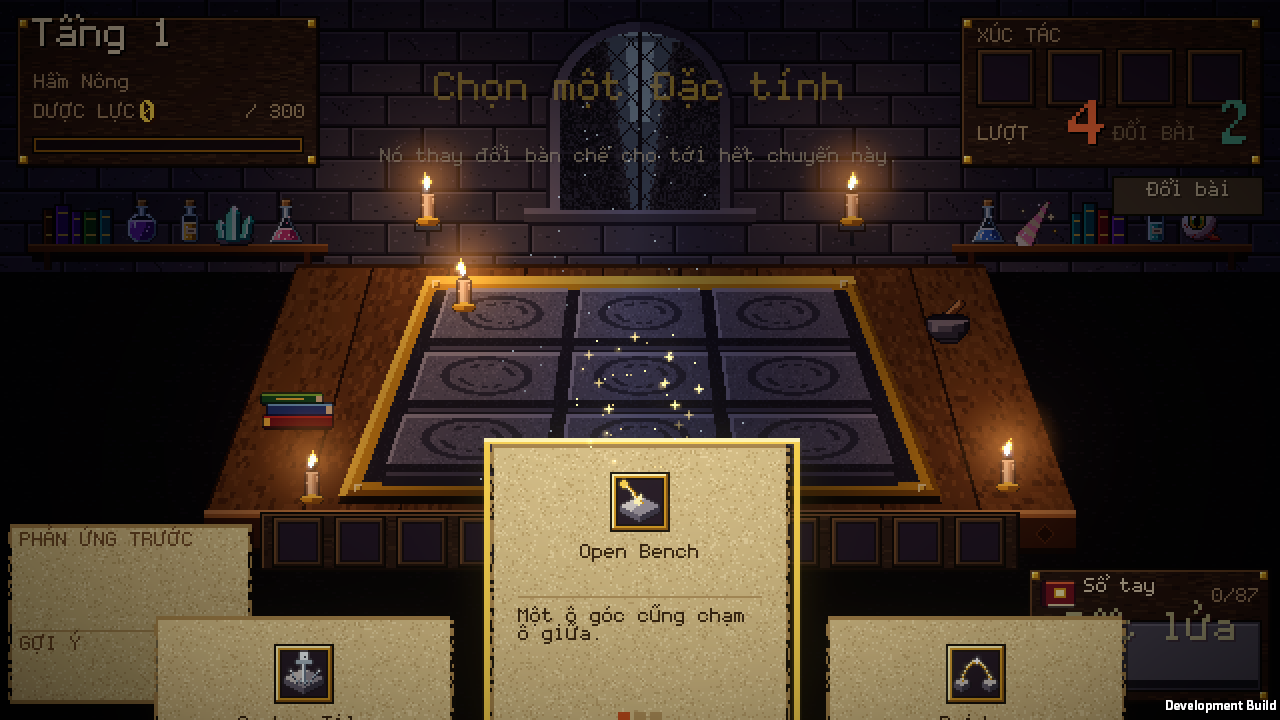 Tầng 1
Hầm Nông
DƯỢC LỰC 0 / 300
Chọn một Đặc tính
Nó thay đổi bàn chế cho tới hết chuyến này.
XÚC TÁC
LƯỢT 4 ĐỔI BÀI 2
Đổi bài
PHẢN ỨNG TRƯỚC
GỢI Ý
Open Bench
Một ô góc cũng chạm
ô giữa.
Sổ tay
0/87
lửa
Development Build